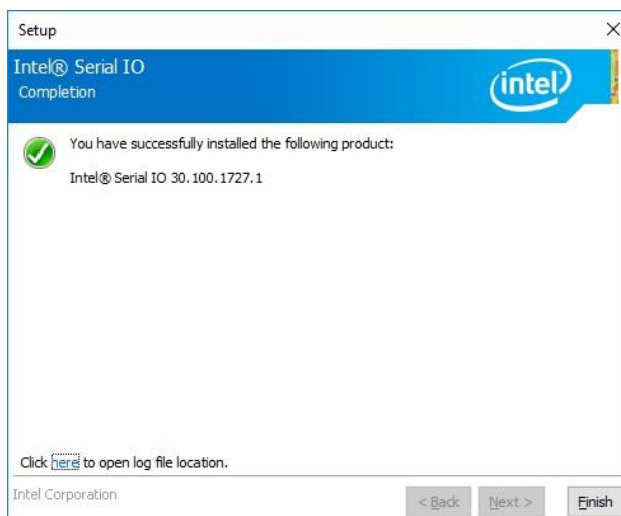 Setup
Intel® Serial IO
Completion
intel
You have successfully installed the following product:
Intel® Serial IO 30.100.1727.1
Click here to open log file location.
Intel Corporation
< Back Next > Finish